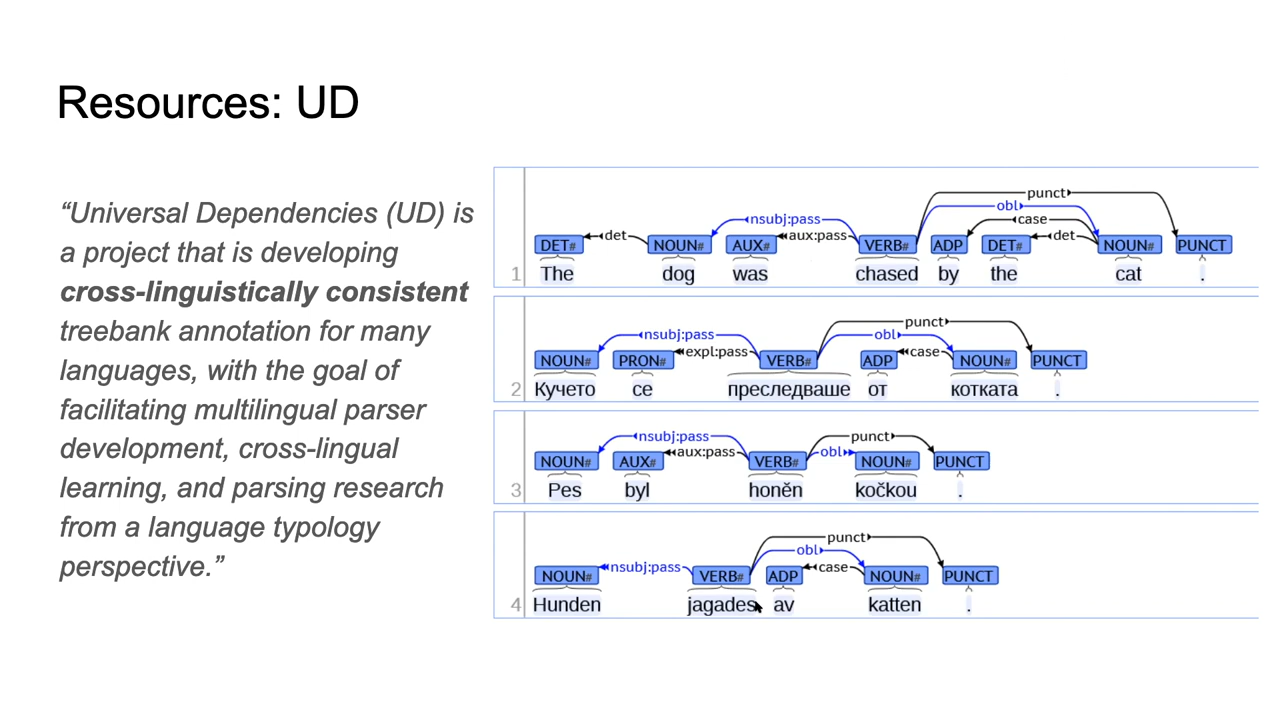 Resources: UD
“Universal Dependencies (UD) is
a project that is developing
cross-linguistically consistent
treebank annotation for many
languages, with the goal of
facilitating multilingual parser
development, cross-lingual
learning, and parsing research
from a language typology
perspective.”
punct
obl
nsubj:pass case
det aux:pass det
DET# NOUN# AUX# VERB# ADP DET# NOUN# PUNCT
1 The dog was chased by the cat .
punct
nsubj:pass obl
expl:pass case
NOUN# PRON# VERB# ADP NOUN# PUNCT
2 Кучето се преследваше от котката .
nsubj:pass punct
aux:pass obl
NOUN# AUX# VERB# NOUN# PUNCT
3 Pes byl honěn kočkou .
punct
obl
nsubj:pass case
NOUN# VERB# ADP NOUN# PUNCT
4 Hunden jagades av katten .